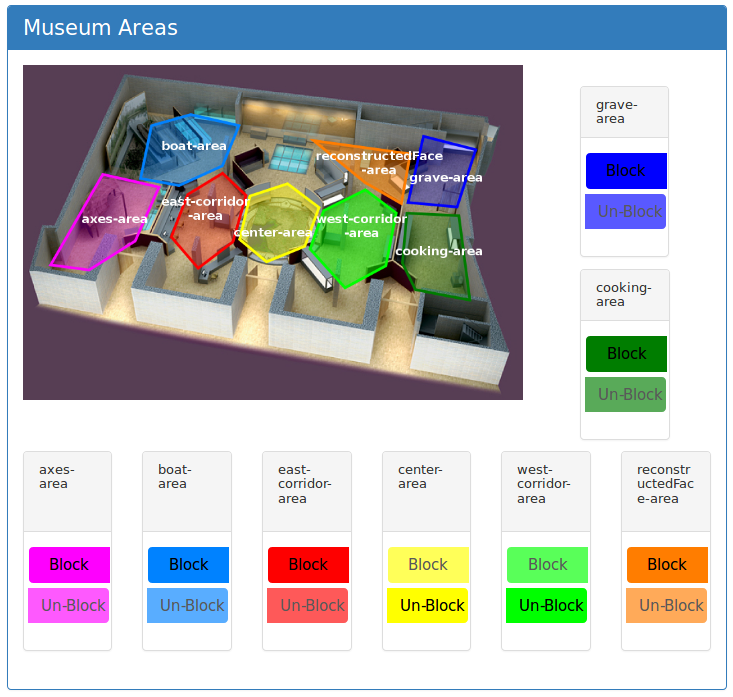 Museum Areas
boat-area
reconstructedFace
-area
grave-area
axes-area
east-corridor
-area
center-area
west-corridor
-area
cooking-area
grave-
area
Block
Un-Block
cooking-
area
Block
Un-Block
axes-
area
Block
Un-Block
boat-
area
Block
Un-Block
east-
corridor-
area
Block
Un-Block
center-
area
Block
Un-Block
west-
corridor-
area
Block
Un-Block
reconstr
uctedFac
e-area
Block
Un-Block